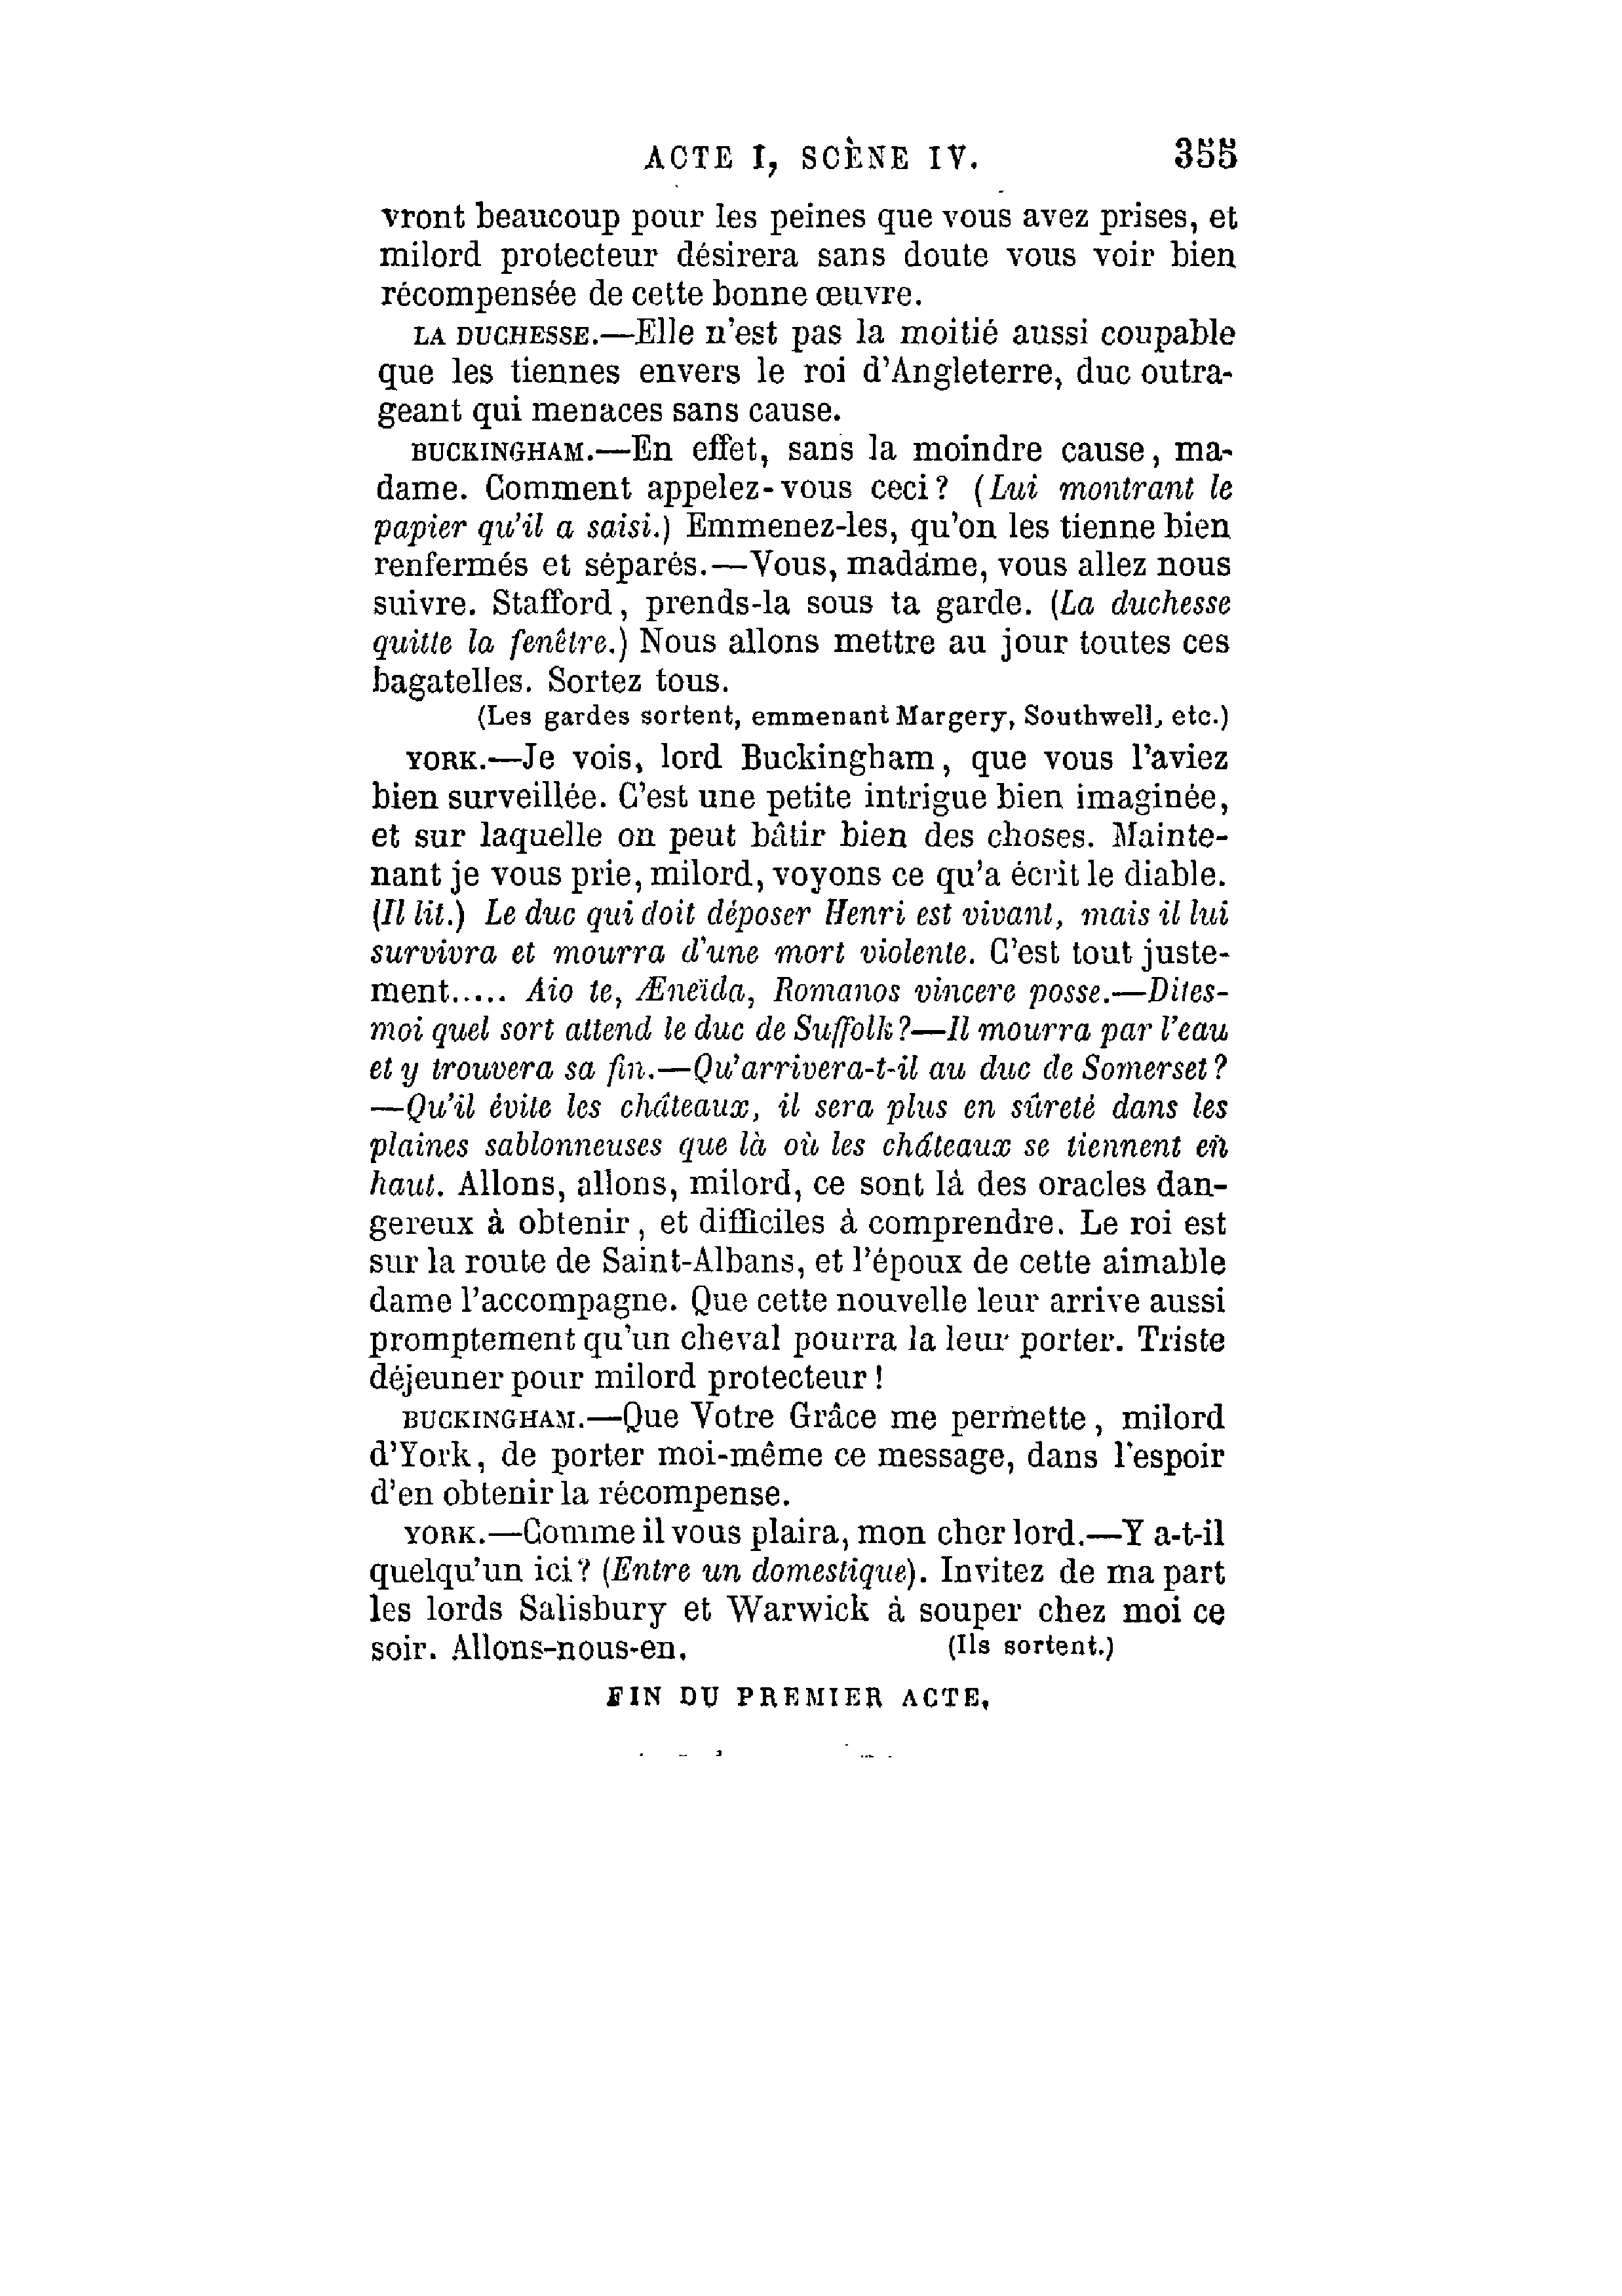 ACTE I, SCÈNE IV. 355
vront beaucoup pour les peines que vous avez prises, et
milord protecteur désirera sans doute vous voir bien
récompensée de cette bonne œuvre.
LA DUCHESSE.—Elle n'est pas la moitié aussi coupable
que les tiennes envers le roi d'Angleterre, duc outra-
geant qui menaces sans cause.
BUCKINGHAM.—En effet, sans la moindre cause, ma-
dame. Comment appelez-vous ceci? (Lui montrant le
papier qu'il a saisi.) Emmenez-les, qu'on les tienne bien
renfermés et séparés.—Vous, madame, vous allez nous
suivre. Stafford, prends-la sous ta garde. (La duchesse
quitte la fenêtre.) Nous allons mettre au jour toutes ces
bagatelles. Sortez tous.
(Les gardes sortent, emmenant Margery, Southwell, etc.)
YORK.—Je vois, lord Buckingham, que vous l'aviez
bien surveillée. C'est une petite intrigue bien imaginée,
et sur laquelle on peut bâtir bien des choses. Mainte-
nant je vous prie, milord, voyons ce qu'a écrit le diable.
(Il lit.) Le duc qui doit déposer Henri est vivant, mais il lui
survivra et mourra d'une mort violente. C'est tout juste-
ment..... Aio te, Æneïda, Romanos vincere posse.—Dites-
moi quel sort attend le duc de Suffolk?—Il mourra par l'eau
et y trouvera sa fin.—Qu'arrivera-t-il au duc de Somerset?
—Qu'il évite les châteaux, il sera plus en sûreté dans les
plaines sablonneuses que là où les châteaux se tiennent en
haut. Allons, allons, milord, ce sont là des oracles dan-
gereux à obtenir, et difficiles à comprendre. Le roi est
sur la route de Saint-Albans, et l'époux de cette aimable
dame l'accompagne. Que cette nouvelle leur arrive aussi
promptement qu'un cheval pourra la leur porter. Triste
déjeuner pour milord protecteur!
BUCKINGHAM.—Que Votre Grâce me permette, milord
d'York, de porter moi-même ce message, dans l'espoir
d'en obtenir la récompense.
YORK.—Comme il vous plaira, mon cher lord.—Y a-t-il
quelqu'un ici? (Entre un domestique). Invitez de ma part
les lords Salisbury et Warwick à souper chez moi ce
soir. Allons-nous-en. (Ils sortent.)
FIN DU PREMIER ACTE.